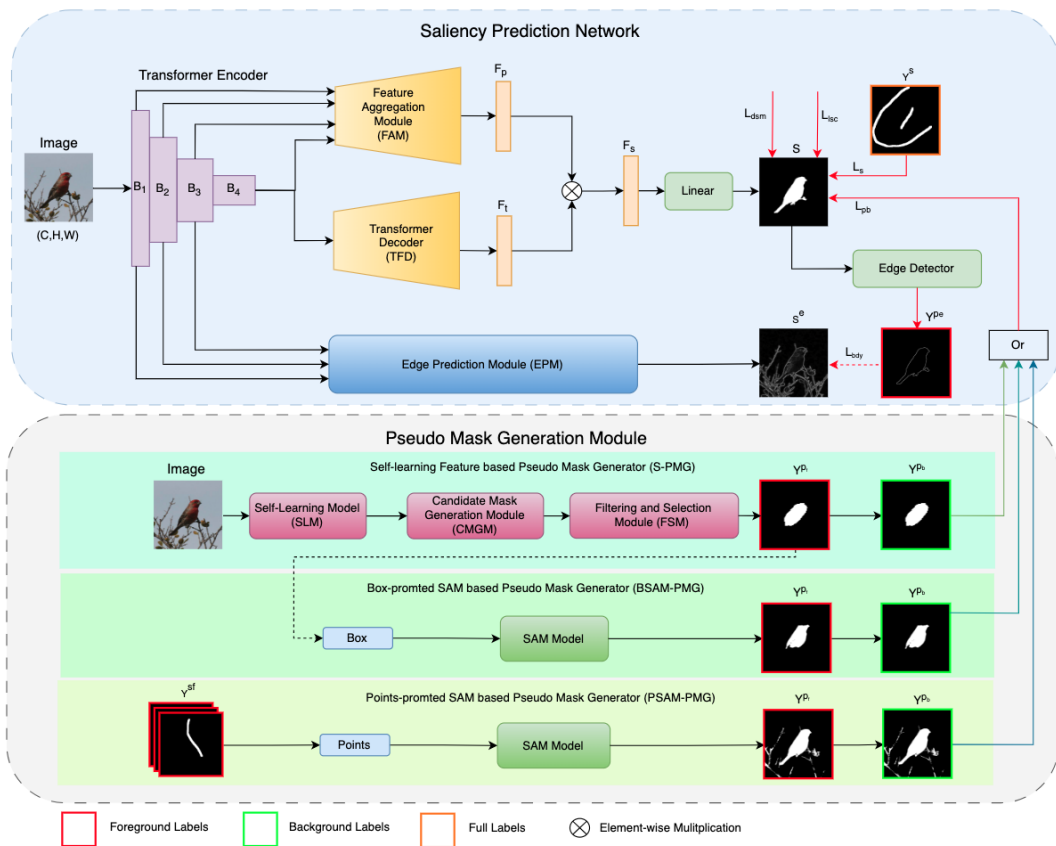 Saliency Prediction Network
Transformer Encoder
Image
(C,H,W)
B1
B2
B3
B4
Feature
Aggregation
Module
(FAM)
Fp
Transformer
Decoder
(TFD)
Ft
Fs
Linear
Ldsm
Llsc
S
Ys
Ls
Lpb
Edge Detector
Ype
Se
Lbdy
Edge Prediction Module (EPM)
Or
Pseudo Mask Generation Module
Self-learning Feature based Pseudo Mask Generator (S-PMG)
Image
Self-Learning Model
(SLM)
Candidate Mask
Generation Module
(CMGM)
Filtering and Selection
Module (FSM)
Ypf
Ypb
Box-promted SAM based Pseudo Mask Generator (BSAM-PMG)
Box
SAM Model
Ypf
Ypb
Points-promted SAM based Pseudo Mask Generator (PSAM-PMG)
Ysf
Points
SAM Model
Ypf
Ypb
Foreground Labels
Background Labels
Full Labels
Element-wise Mulitplication